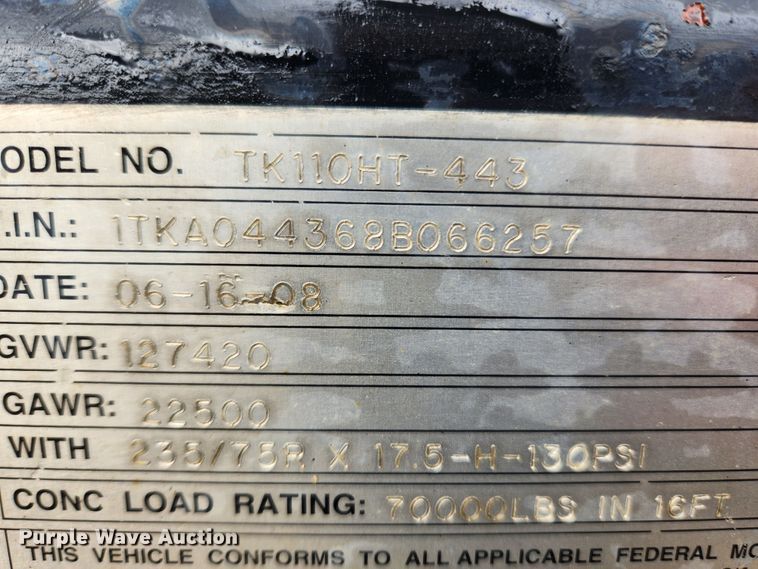 ODEL NO. TK110HT-443
.I.N.: 1TKA044368B066257
DATE: 06-16-08
GVWR: 127420
GAWR: 22500
WITH 235/75R X 17.5-H-130PSI
CONC LOAD RATING: 70000LBS IN 16FT
Purple Wave Auction
THIS VEHICLE CONFORMS TO ALL APPLICABLE FEDERAL MO